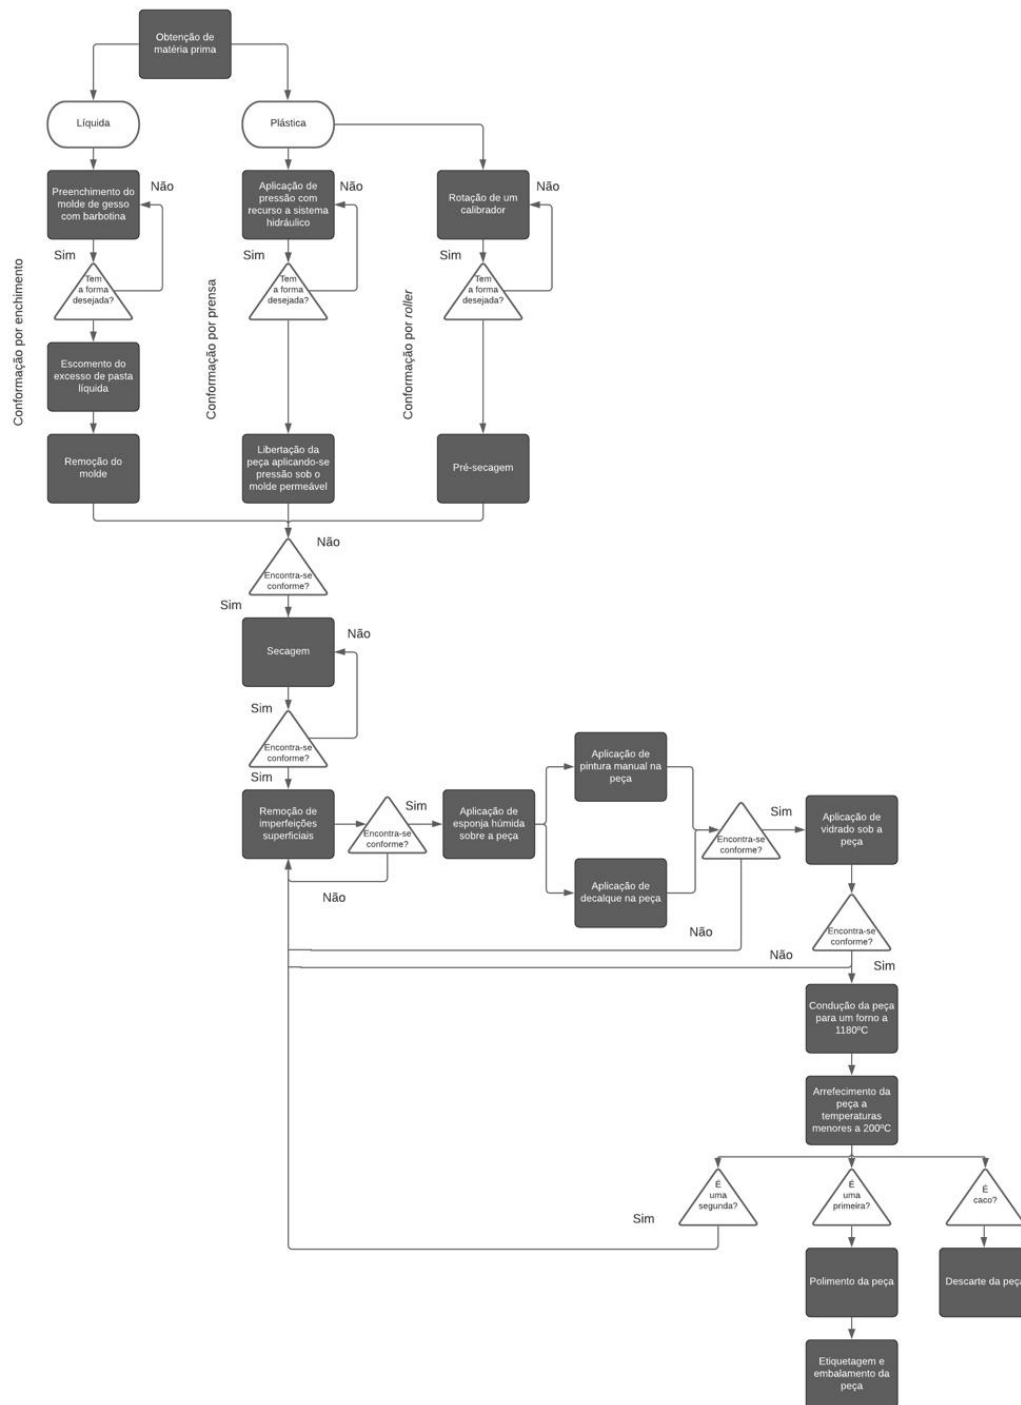 Obtenção de
matéria prima
Líquida
Plástica
Preenchimento do
molde de gesso
com barbotina
Não
Aplicação de
pressão com
recurso a sistema
hidráulico
Não
Rotação de um
calibrador
Não
Sim
Sim
Sim
Tem
a forma
desejada?
Tem
a forma
desejada?
Tem
a forma
desejada?
Conformação por enchimento
Conformação por prensa
Conformação por roller
Escomento do
excesso de pasta
líquida
Remoção do
molde
Libertação da
peça aplicando-se
pressão sob o
molde permeável
Pré-secagem
Não
Encontra-se
conforme?
Sim
Secagem
Não
Sim
Encontra-se
conforme?
Sim
Remoção de
imperfeições
superficiais
Encontra-se
conforme?
Sim
Não
Aplicação de
esponja húmida
sobre a peça
Aplicação de
pintura manual na
peça
Aplicação de
decalque na peça
Encontra-se
conforme?
Sim
Não
Aplicação de
vidrado sob a
peça
Encontra-se
conforme?
Não
Sim
Condução da peça
para um forno a
1180ºC
Arrefecimento da
peça a
temperaturas
menores a 200ºC
É
uma
segunda?
É
uma
primeira?
É
caco?
Sim
Polimento da peça
Descarte da peça
Etiquetagem e
embalamento da
peça